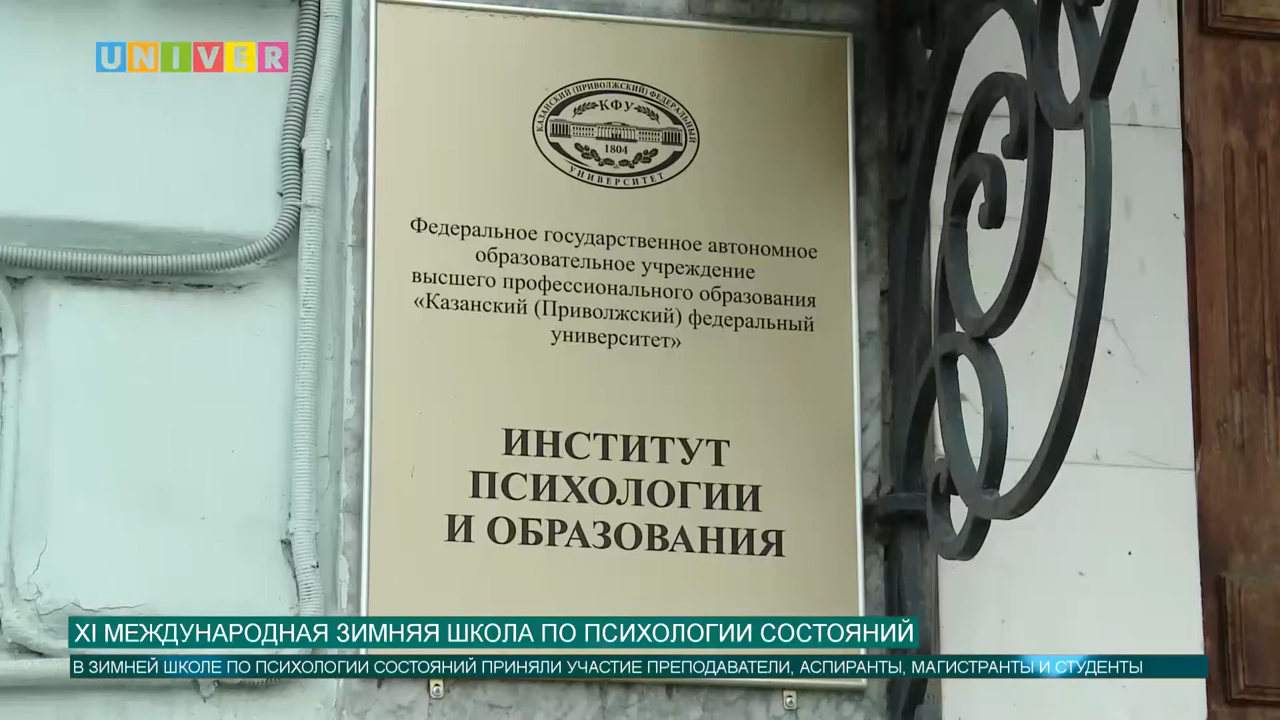 UNIVER
КАЗАНСКИЙ (ПРИВОЛЖСКИЙ) ФЕДЕРАЛЬНЫЙ
КФУ
1804
УНИВЕРСИТЕТ
Федеральное государственное автономное
образовательное учреждение
высшего профессионального образования
«Казанский (Приволжский) федеральный
университет»
ИНСТИТУТ
ПСИХОЛОГИИ
И ОБРАЗОВАНИЯ
XI МЕЖДУНАРОДНАЯ ЗИМНЯЯ ШКОЛА ПО ПСИХОЛОГИИ СОСТОЯНИЙ
В ЗИМНЕЙ ШКОЛЕ ПО ПСИХОЛОГИИ СОСТОЯНИЙ ПРИНЯЛИ УЧАСТИЕ ПРЕПОДАВАТЕЛИ, АСПИРАНТЫ, МАГИСТРАНТЫ И СТУДЕНТЫ